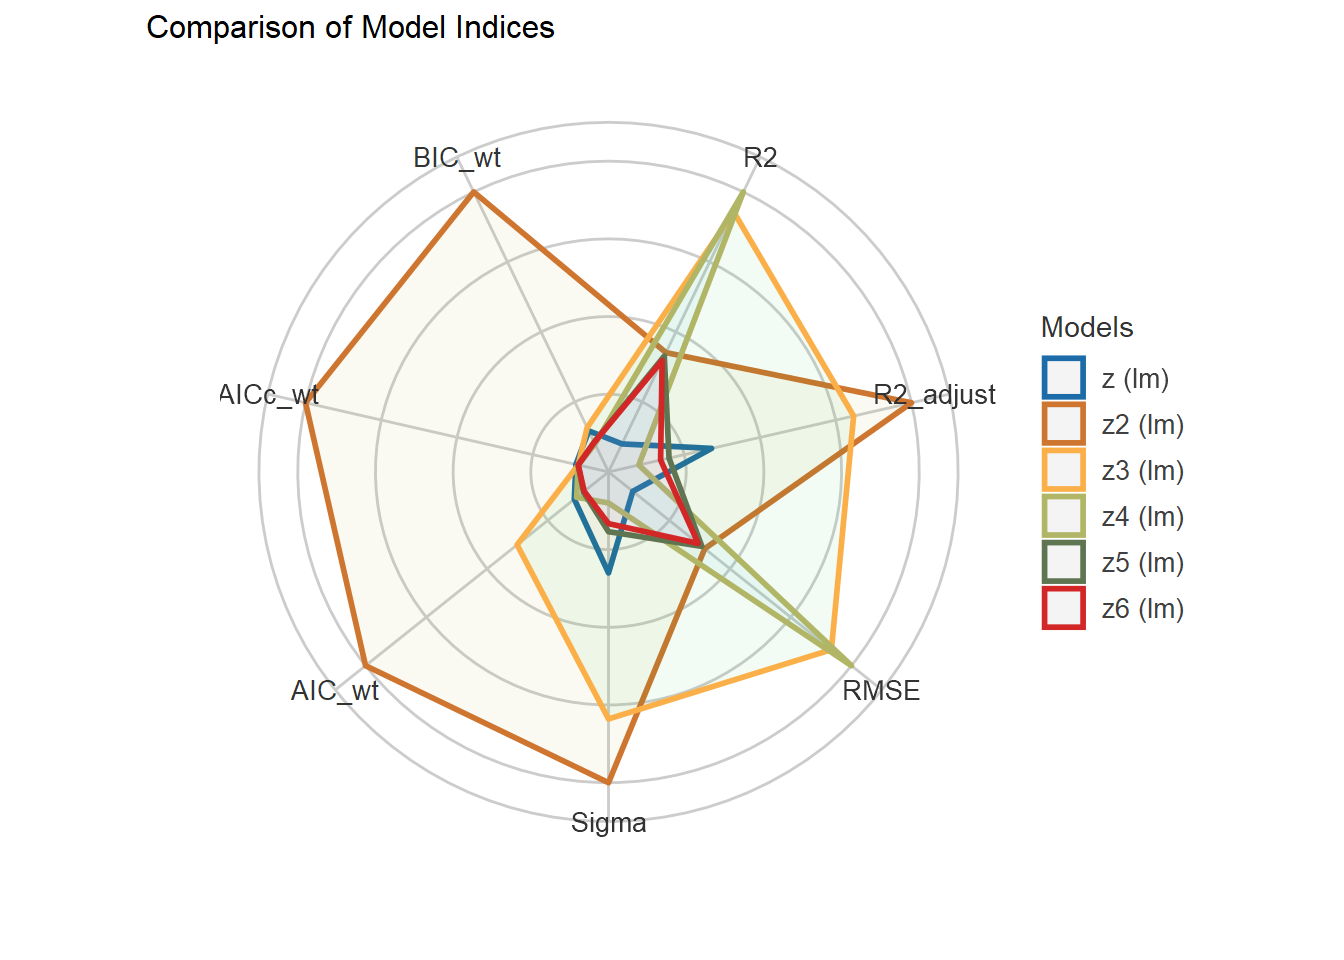 Comparison of Model Indices
BIC_wt
R2
AICc_wt
R2_adjust
AIC_wt
RMSE
Sigma
Models
z (lm)
z2 (lm)
z3 (lm)
z4 (lm)
z5 (lm)
z6 (lm)